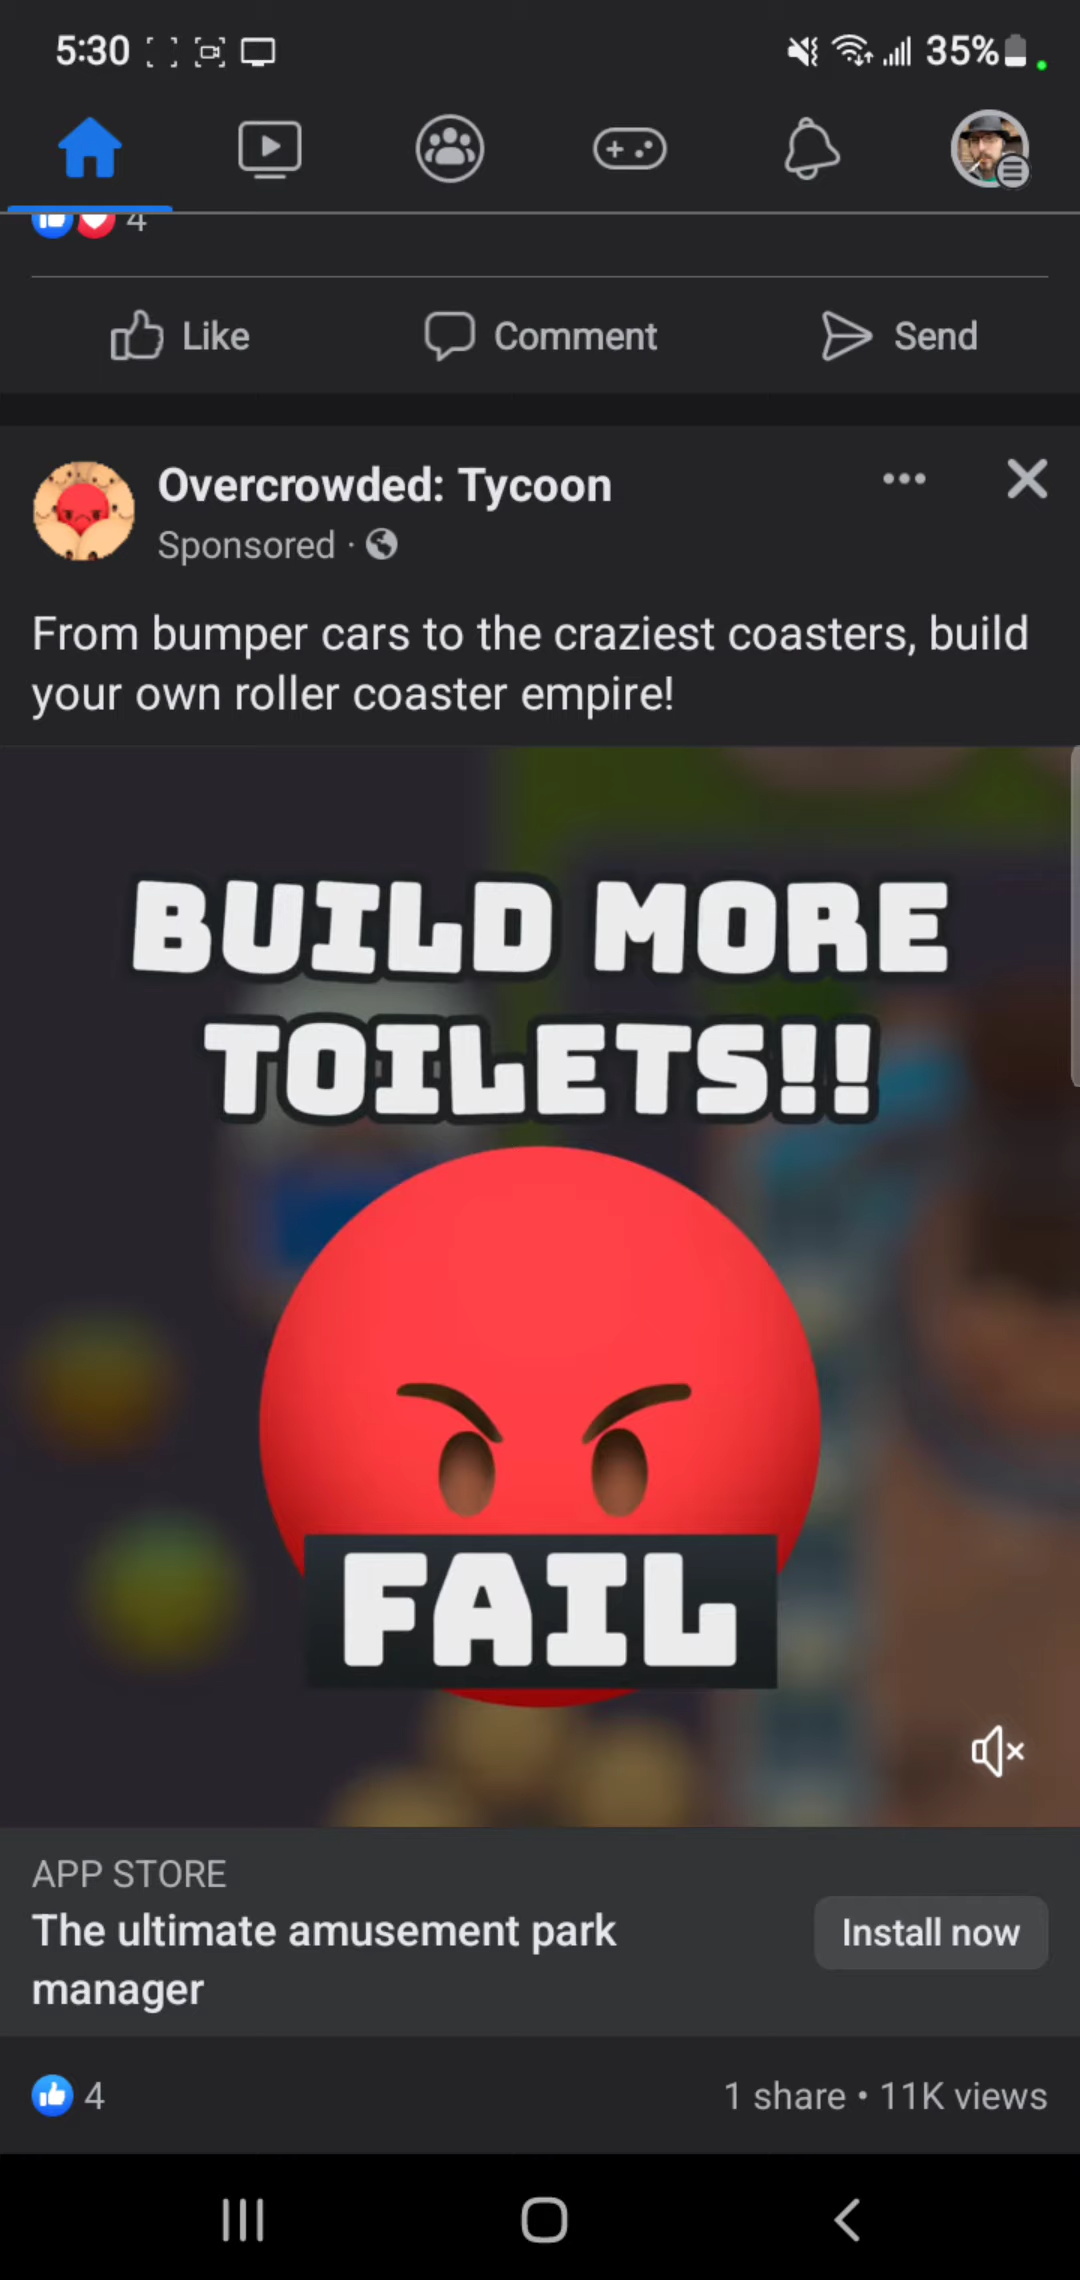 5:30
35%
4
Like
Comment
Send
Overcrowded: Tycoon
Sponsored ·
From bumper cars to the craziest coasters, build
your own roller coaster empire!
BUILD MORE
TOILETS!!
FAIL
APP STORE
The ultimate amusement park
manager
Install now
4
1 share • 11K views